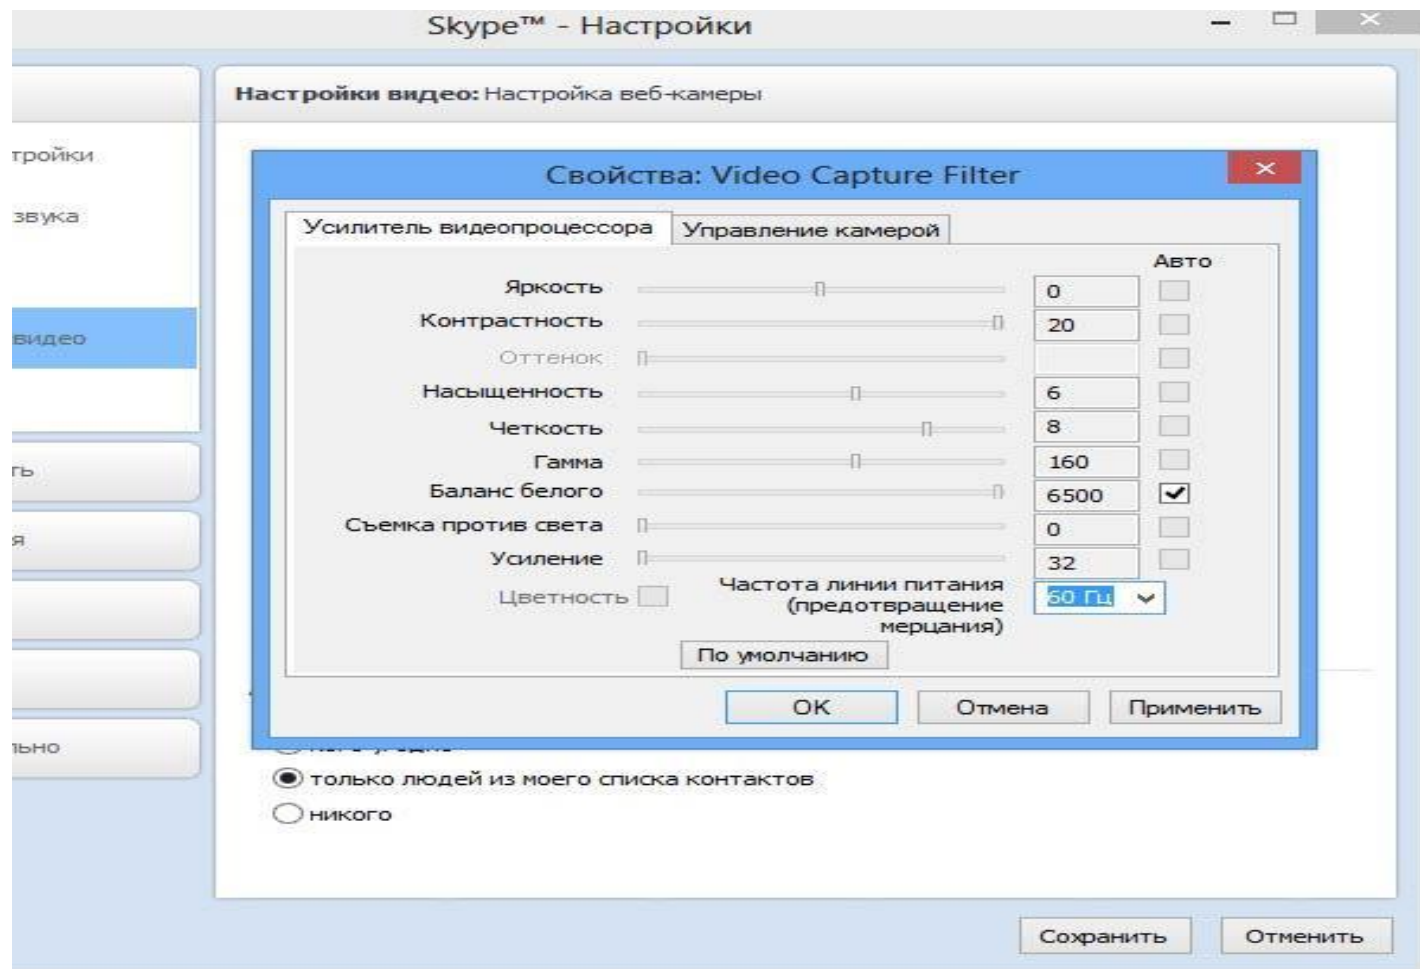 Skype™ - Настройки
Настройки видео: Настройка веб-камеры
тройки
звука
видео
ть
я
льно
Свойства: Video Capture Filter
Усилитель видеопроцессора
Управление камерой
Авто
Яркость 0
Контрастность 20
Оттенок
Насыщенность 6
Четкость 8
Гамма 160
Баланс белого 6500
Съемка против света 0
Усиление 32
Цветность
Частота линии питания
(предотвращение
мерцания)
60 Гц
По умолчанию
OK Отмена Применить
только людей из моего списка контактов
никого
Сохранить Отменить